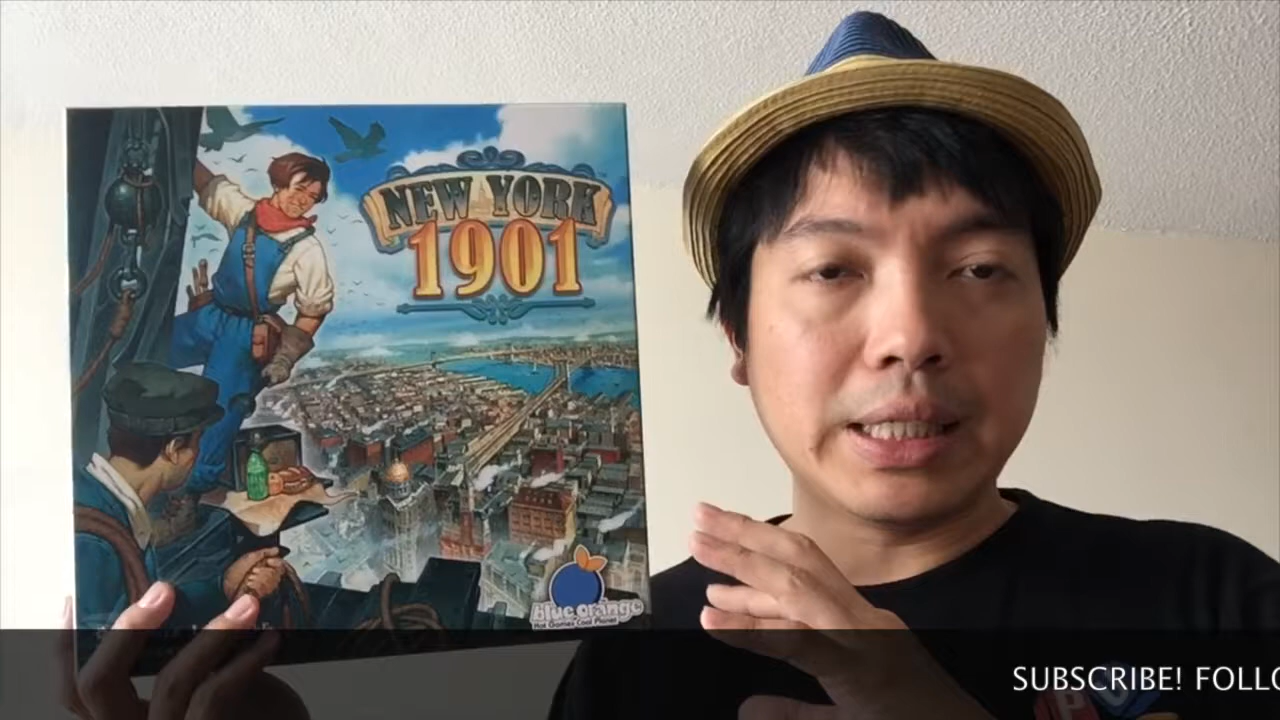 NEW YORK
1901
blue orange
Hot Games Cool Planet
SUBSCRIBE! FOLLO